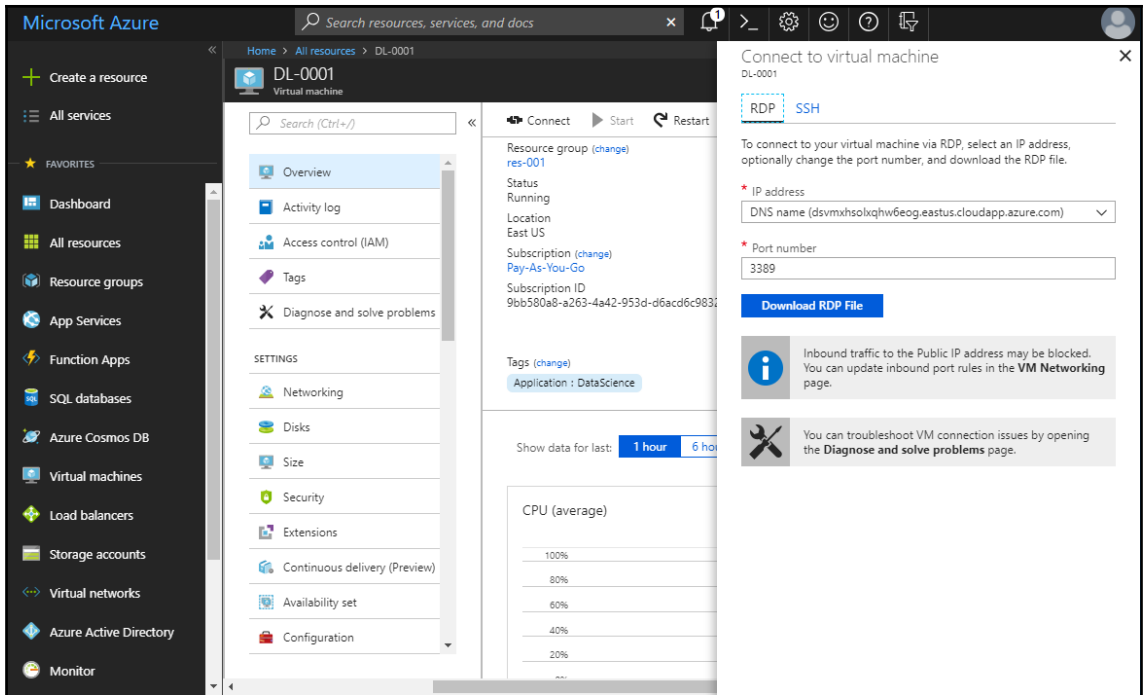 Microsoft Azure
Search resources, services, and docs
1
Create a resource
All services
FAVORITES
Dashboard
All resources
Resource groups
App Services
Function Apps
SQL databases
Azure Cosmos DB
Virtual machines
Load balancers
Storage accounts
Virtual networks
Azure Active Directory
Monitor
Home > All resources > DL-0001
DL-0001
Virtual machine
Search (Ctrl+/)
Overview
Activity log
Access control (IAM)
Tags
Diagnose and solve problems
SETTINGS
Networking
Disks
Size
Security
Extensions
Continuous delivery (Preview)
Availability set
Configuration
Connect Start Restart
Resource group (change)
res-001
Status
Running
Location
East US
Subscription (change)
Pay-As-You-Go
Subscription ID
9bb580a8-a263-4a42-953d-d6acd6c9832
Tags (change)
Application : DataScience
Show data for last: 1 hour 6 hou
CPU (average)
100%
80%
60%
40%
20%
Connect to virtual machine
DL-0001
RDP SSH
To connect to your virtual machine via RDP, select an IP address,
optionally change the port number, and download the RDP file.
* IP address
DNS name (dsvmxhsolxqhw6eog.eastus.cloudapp.azure.com)
* Port number
3389
Download RDP File
Inbound traffic to the Public IP address may be blocked.
You can update inbound port rules in the VM Networking
page.
You can troubleshoot VM connection issues by opening
the Diagnose and solve problems page.